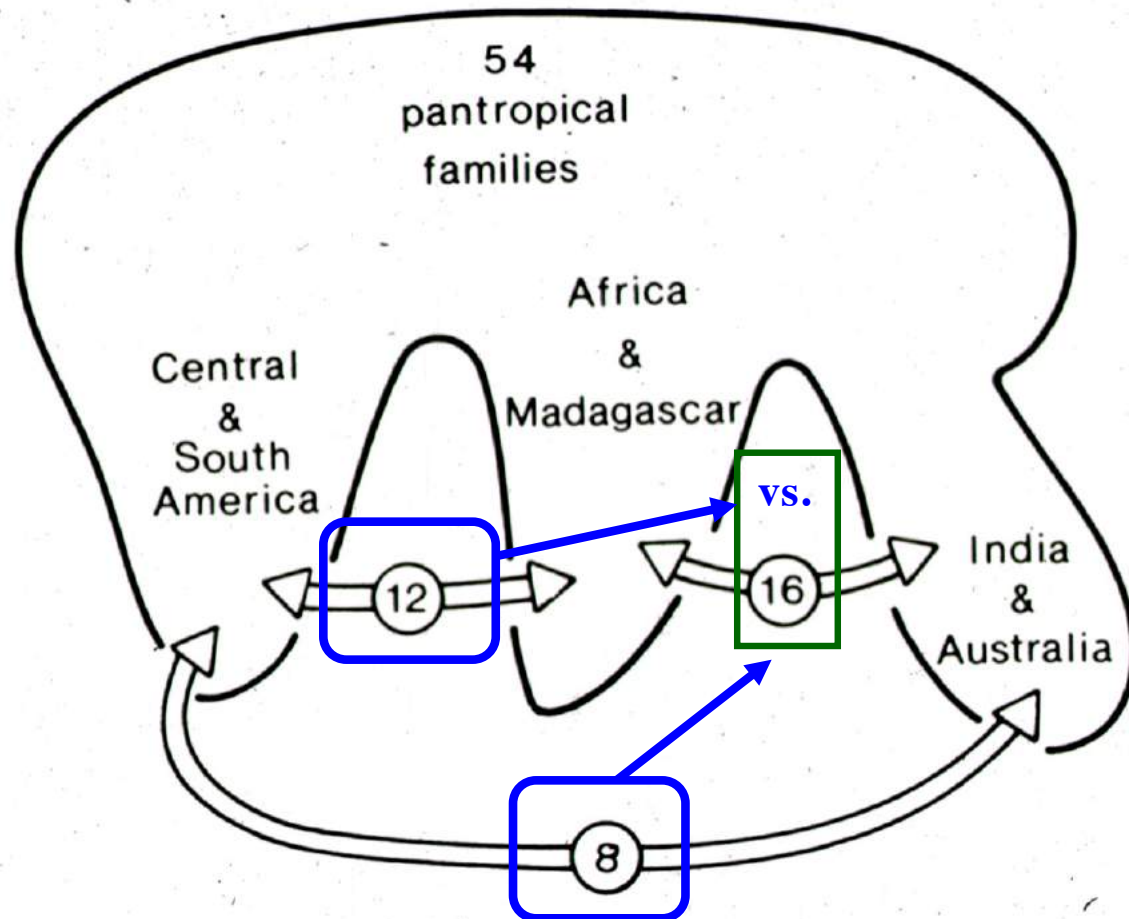 54
pantropical
families
Africa
&
Madagascar
Central
&
South
America
vs.
12
16
India
&
Australia
8